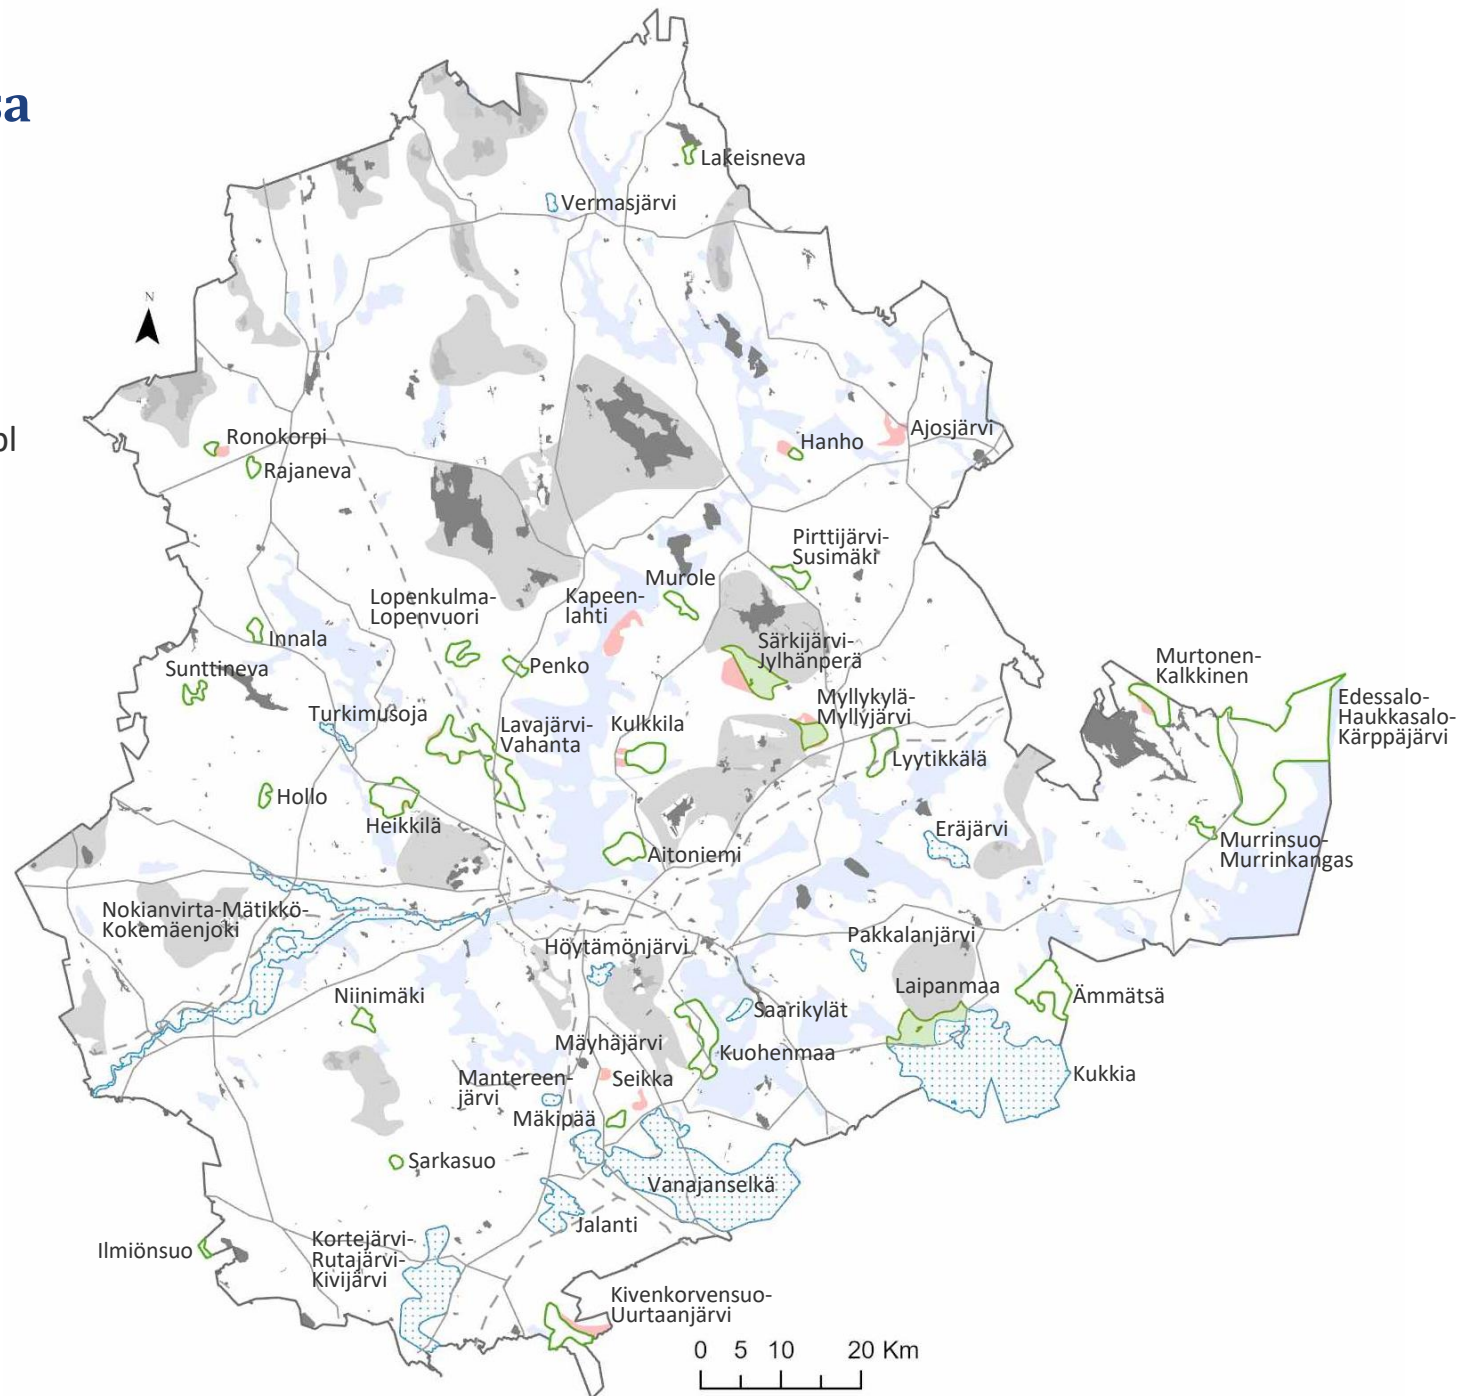 sa
N
ol
Lakeisneva
Vermasjärvi
Ronokorpi
Rajaneva
Hanho
Ajosjärvi
Pirttijärvi-
Susimäki
Murole
Kapeen-
lahti
Lopenkulma-
Lopenvuori
Innala
Sunttineva
Penko
Särkijärvi-
Jylhänperä
Murtonen-
Kalkkinen
Edessalo-
Haukkasalo-
Kärppäjärvi
Turkimusoja
Lavajärvi-
Vahanta
Kulkkila
Myllykylä-
Myllyjärvi
Lyytikkälä
Hollo
Heikkilä
Aitoniemi
Eräjärvi
Murrinsuo-
Murrinkangas
Nokianvirta-Mätikkö-
Kokemäenjoki
Höytämönjärvi
Pakkalanjärvi
Niinimäki
Laipanmaa
Ämmätsä
Saarikylät
Mäyhäjärvi
Kuohenmaa
Mantereen-
järvi
Seikka
Kukkia
Mäkipää
Sarkasuo
Vanajanselkä
Jalanti
Ilmiönsuo
Kortejärvi-
Rutajärvi-
Kivijärvi
Kivenkorvensuo-
Uurtaanjärvi
0 5 10 20 Km